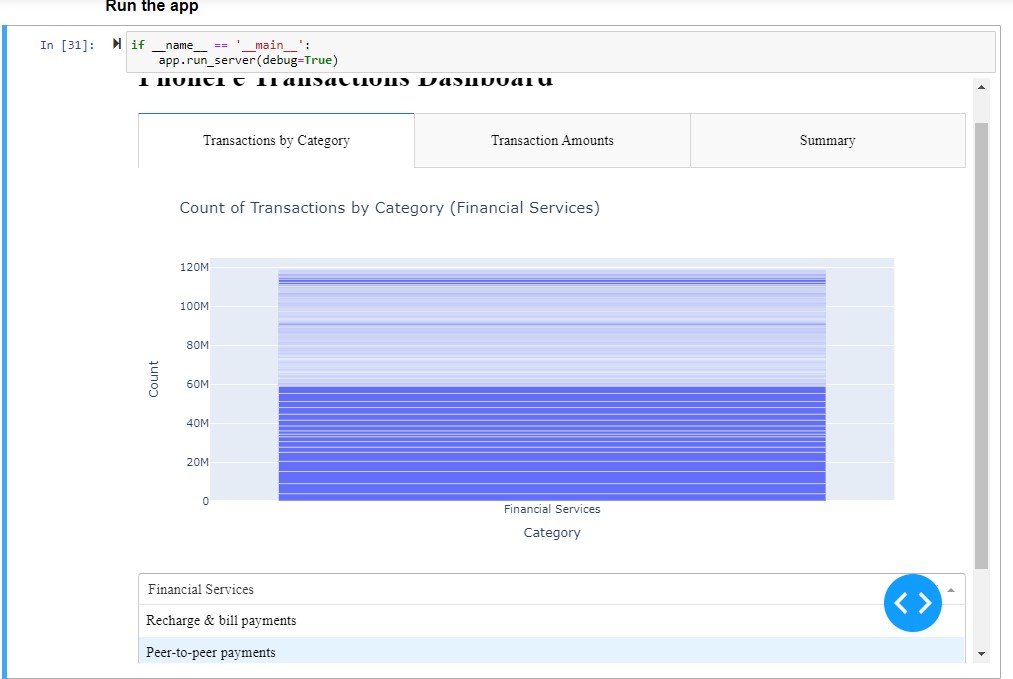 Run the app
In [31]:
if __name__ == '__main__':
app.run_server(debug=True)
PhonePe Transactions Dashboard
Transactions by Category
Transaction Amounts
Summary
Count of Transactions by Category (Financial Services)
120M
100M
80M
60M
40M
20M
0
Count
Financial Services
Category
Financial Services
Recharge & bill payments
Peer-to-peer payments